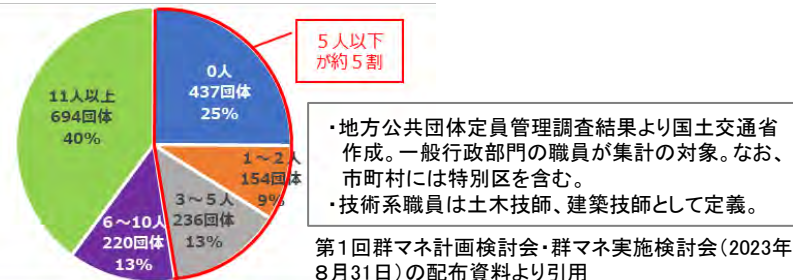 5人以下
が約5割
0人
437団体
25%
11人以上
694団体
40%
1～2人
154団体
9%
3～5人
236団体
13%
6～10人
220団体
13%
・地方公共団体定員管理調査結果より国土交通省
作成。一般行政部門の職員が集計の対象。なお、
市町村には特別区を含む。
・技術系職員は土木技師、建築技師として定義。
第1回群マネ計画検討会・群マネ実施検討会(2023年
8月31日)の配布資料より引用